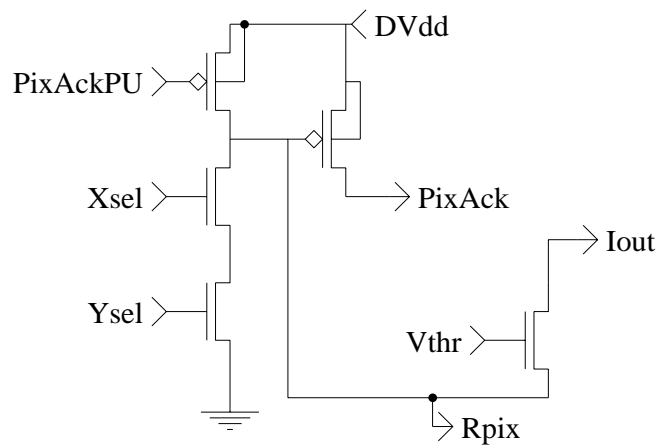 DVdd
PixAckPU
Xsel
PixAck
Iout
Ysel
Vthr
Rpix